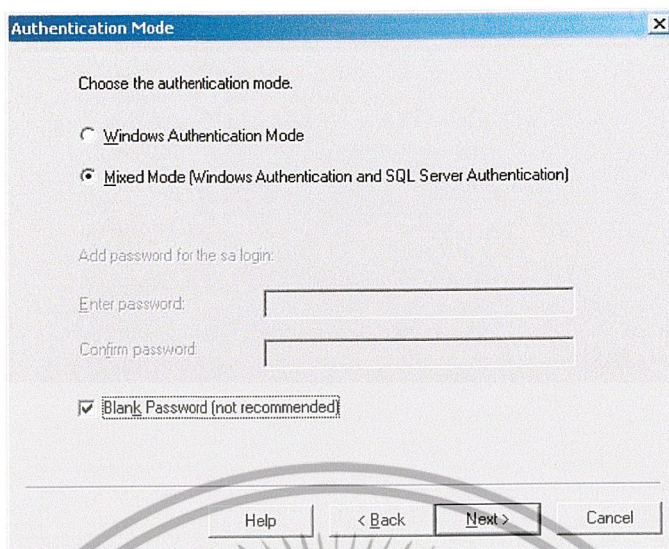 Authentication Mode
Choose the authentication mode.
Windows Authentication Mode
Mixed Mode (Windows Authentication and SQL Server Authentication)
Add password for the sa login:
Enter password:
Confirm password:
Blank Password (not recommended)
Help
< Back
Next >
Cancel